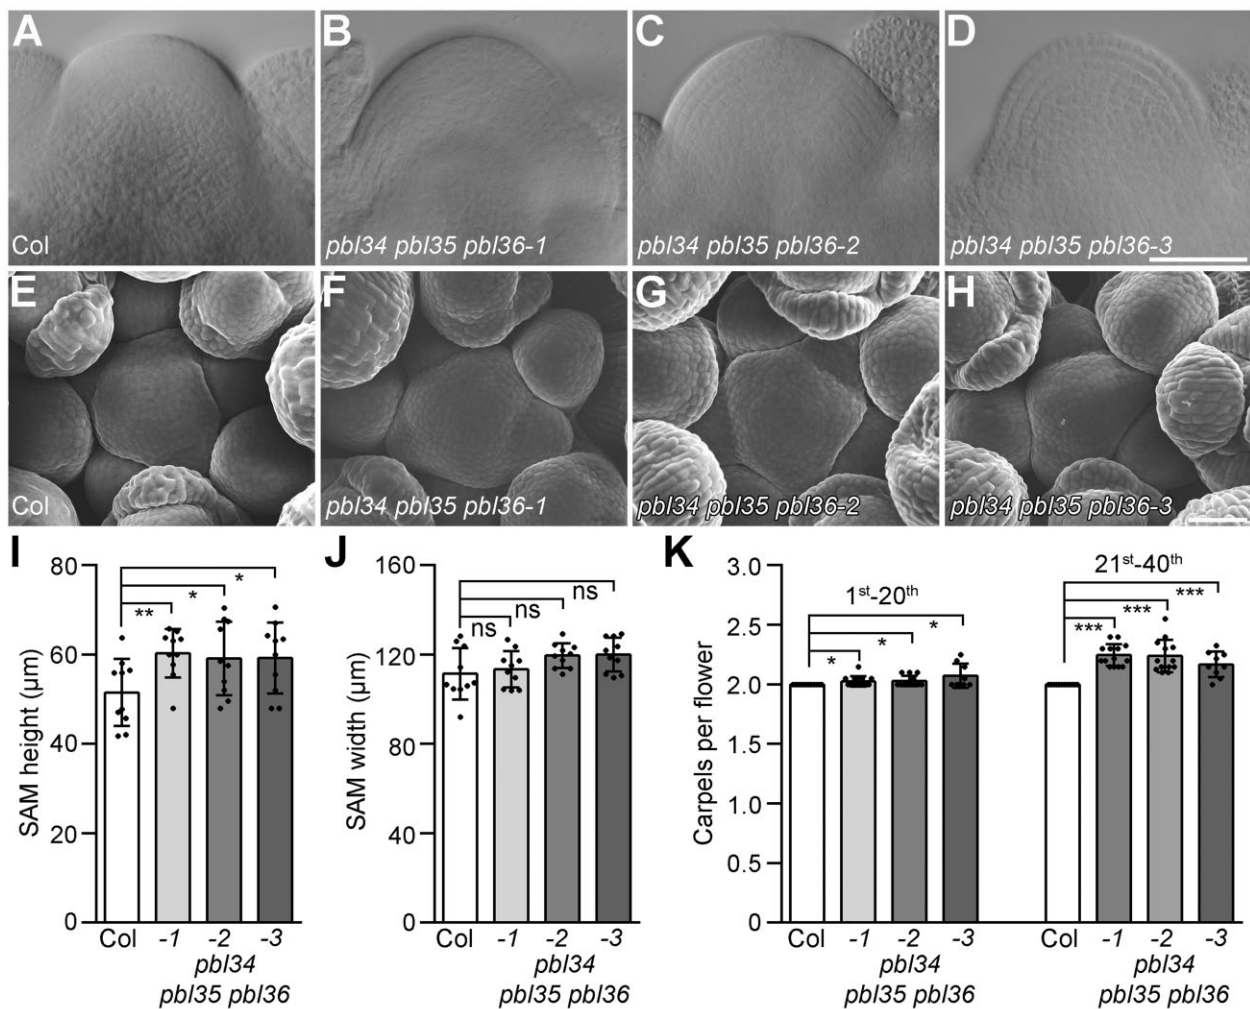 A
B
C
D
Col
pbl34 pbl35 pbl36-1
pbl34 pbl35 pbl36-2
pbl34 pbl35 pbl36-3
E
F
G
H
Col
pbl34 pbl35 pbl36-1
pbl34 pbl35 pbl36-2
pbl34 pbl35 pbl36-3
I
SAM height (µm)
80
60
40
20
0
**
*
*
Col -1 -2 -3
pbl34
pbl35 pbl36
J
SAM width (µm)
160
120
80
40
0
ns
ns
ns
Col -1 -2 -3
pbl34
pbl35 pbl36
K
Carpels per flower
3.0
2.5
2.0
1.5
1.0
0.5
0
1st-20th
*
*
*
Col -1 -2 -3
pbl34
pbl35 pbl36
21st-40th
***
***
***
Col -1 -2 -3
pbl34
pbl35 pbl36